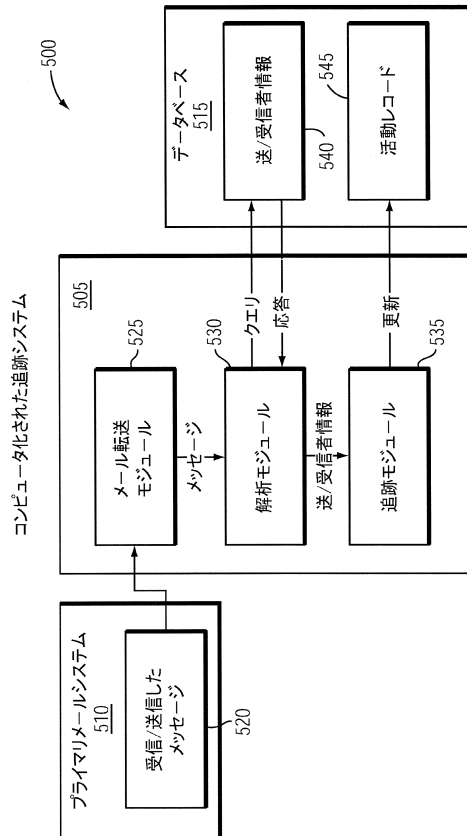 コンピュータ化された追跡システム
500
プライマリメールシステム
510
受信/送信した
メッセージ
520
505
メール転送
モジュール
525
メッセージ
解析モジュール
530
送/受信者情報
追跡モジュール
535
クエリ
応答
更新
データベース
515
送/受信者情報
540
活動レコード
545